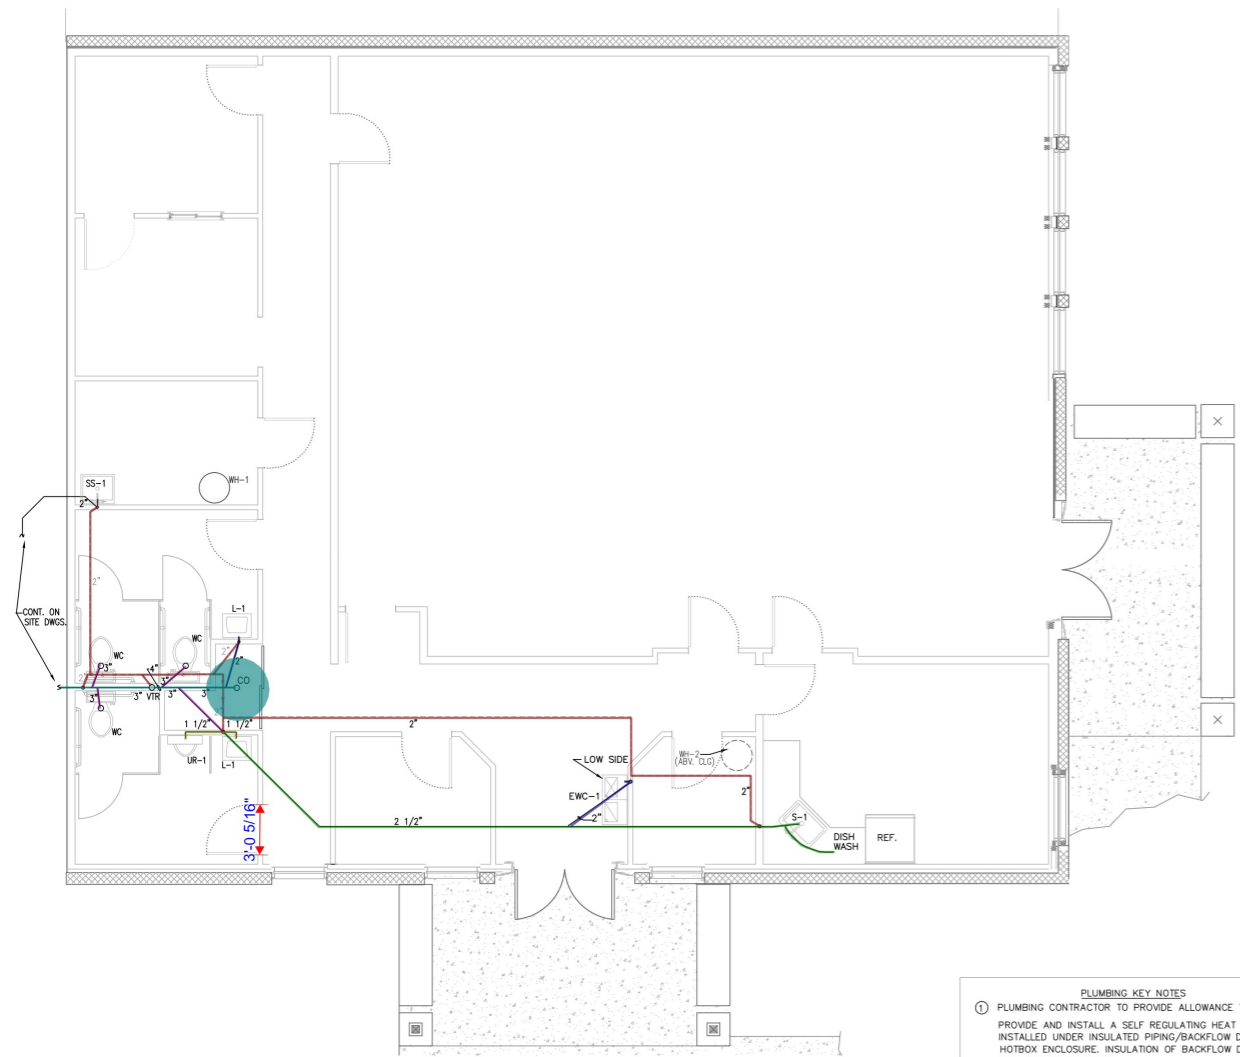 SS-1
2"
WH-1
2"
CONT. ON
SITE DWGS.
L-1
WC
WC
2"
2"
4"
3"
3"
2"
CO
3"
3"
VTR
3"
3"
2"
WC
1 1/2"
1 1/2"
2"
UR-1
L-1
LOW SIDE
WH-2
(ABV. CLG)
EWC-1
2"
2"
3'-0 5/16"
2 1/2"
S-1
DISH
WASH
REF.
PLUMBING KEY NOTES
1 PLUMBING CONTRACTOR TO PROVIDE ALLOWANCE
PROVIDE AND INSTALL A SELF REGULATING HEAT
INSTALLED UNDER INSULATED PIPING/BACKFLOW D
HOTBOX ENCLOSURE. INSULATION OF BACKFLOW D